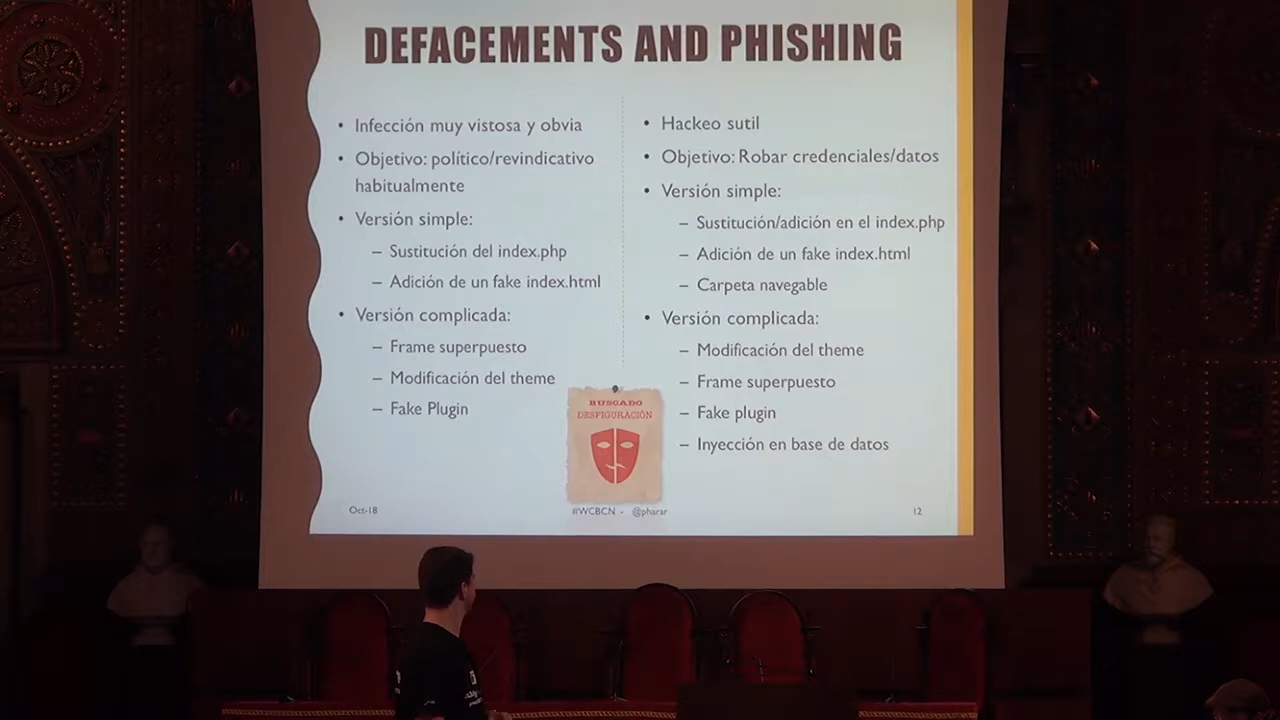 DEFACEMENTS AND PHISHING
• Infección muy vistosa y obvia
• Objetivo: político/revindicativo
habitualmente
• Versión simple:
– Sustitución del index.php
– Adición de un fake index.html
• Versión complicada:
– Frame superpuesto
– Modificación del theme
– Fake Plugin
• Hackeo sutil
• Objetivo: Robar credenciales/datos
• Versión simple:
– Sustitución/adición en el index.php
– Adición de un fake index.html
– Carpeta navegable
• Versión complicada:
– Modificación del theme
– Frame superpuesto
– Fake plugin
– Inyección en base de datos
BUSCADO
DESFIGURACIÓN
Oct-18
#WCBCN - @pharar
12